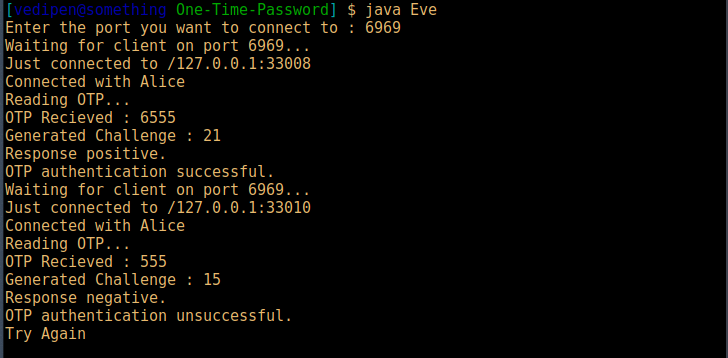 [vedipen@something One-Time-Password] $ java Eve
Enter the port you want to connect to : 6969
Waiting for client on port 6969...
Just connected to /127.0.0.1:33008
Connected with Alice
Reading OTP...
OTP Recieved : 6555
Generated Challenge : 21
Response positive.
OTP authentication successful.
Waiting for client on port 6969...
Just connected to /127.0.0.1:33010
Connected with Alice
Reading OTP...
OTP Recieved : 555
Generated Challenge : 15
Response negative.
OTP authentication unsuccessful.
Try Again